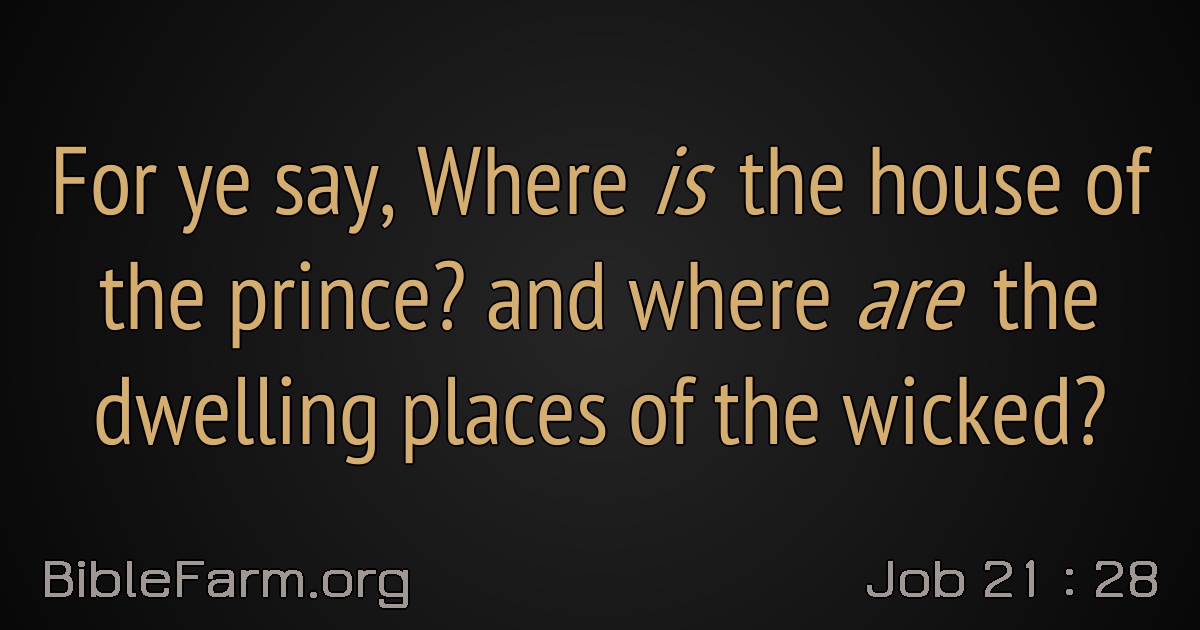 For ye say, Where is the house of
the prince? and where are the
dwelling places of the wicked?
BibleFarm.org
Job 21 : 28